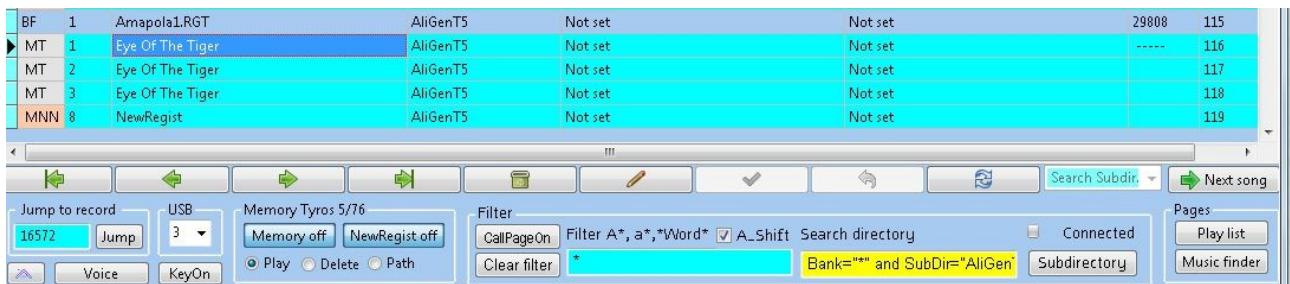 BF 1 Amapola1.RGT AliGenT5 Not set Not set 29808 115
MT 1 Eye Of The Tiger AliGenT5 Not set Not set ----- 116
MT 2 Eye Of The Tiger AliGenT5 Not set Not set 117
MT 3 Eye Of The Tiger AliGenT5 Not set Not set 118
MNN 8 NewRegist AliGenT5 Not set Not set 119
Search Subdir. Next song
Jump to record USB Memory Tyros 5/76 Filter Pages
16572 Jump 3 Memory off NewRegist off CallPageOn Filter A*, a*,*Word* A_Shift Search directory Connected Play list
Voice KeyOn Play Delete Path Clear filter * Bank="*" and SubDir="AliGenT Subdirectory Music finder